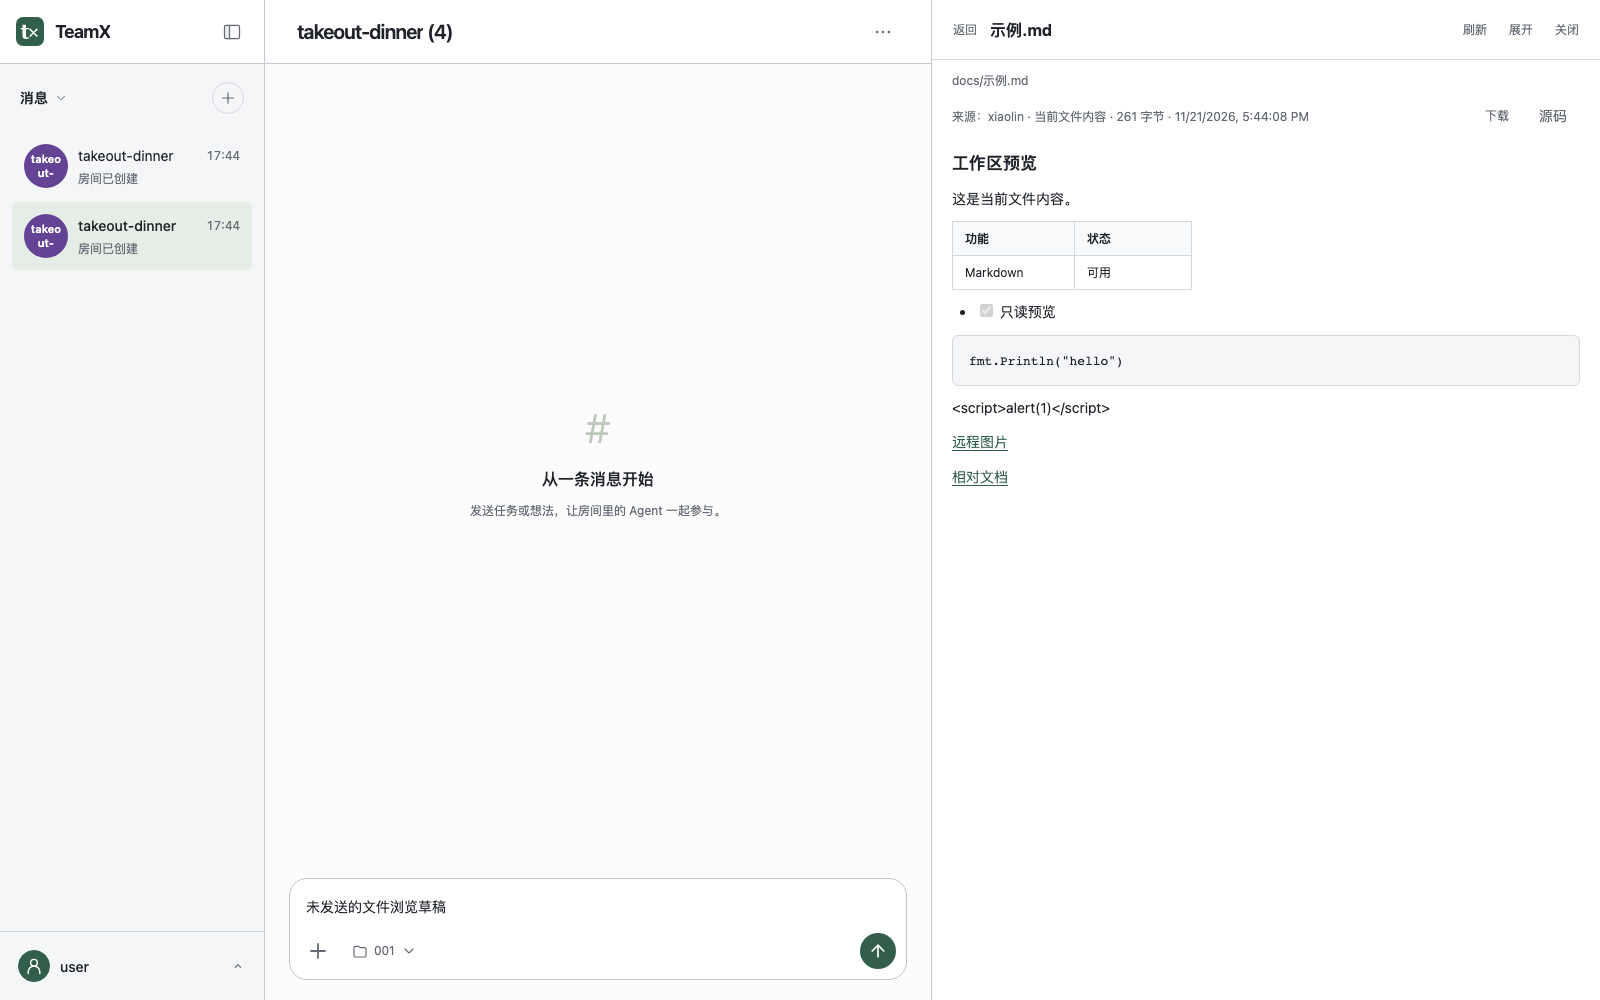 tx TeamX
消息
takeo
ut-
takeout-dinner 17:44
房间已创建
takeo
ut-
takeout-dinner 17:44
房间已创建
user
takeout-dinner (4)
#
从一条消息开始
发送任务或想法，让房间里的 Agent 一起参与。
未发送的文件浏览草稿
001
返回 示例.md 刷新 展开 关闭
docs/示例.md
来源：xiaolin · 当前文件内容 · 261 字节 · 11/21/2026, 5:44:08 PM 下载 源码
工作区预览
这是当前文件内容。
功能 状态
Markdown 可用
只读预览
fmt.Println("hello")
<script>alert(1)</script>
远程图片
相对文档